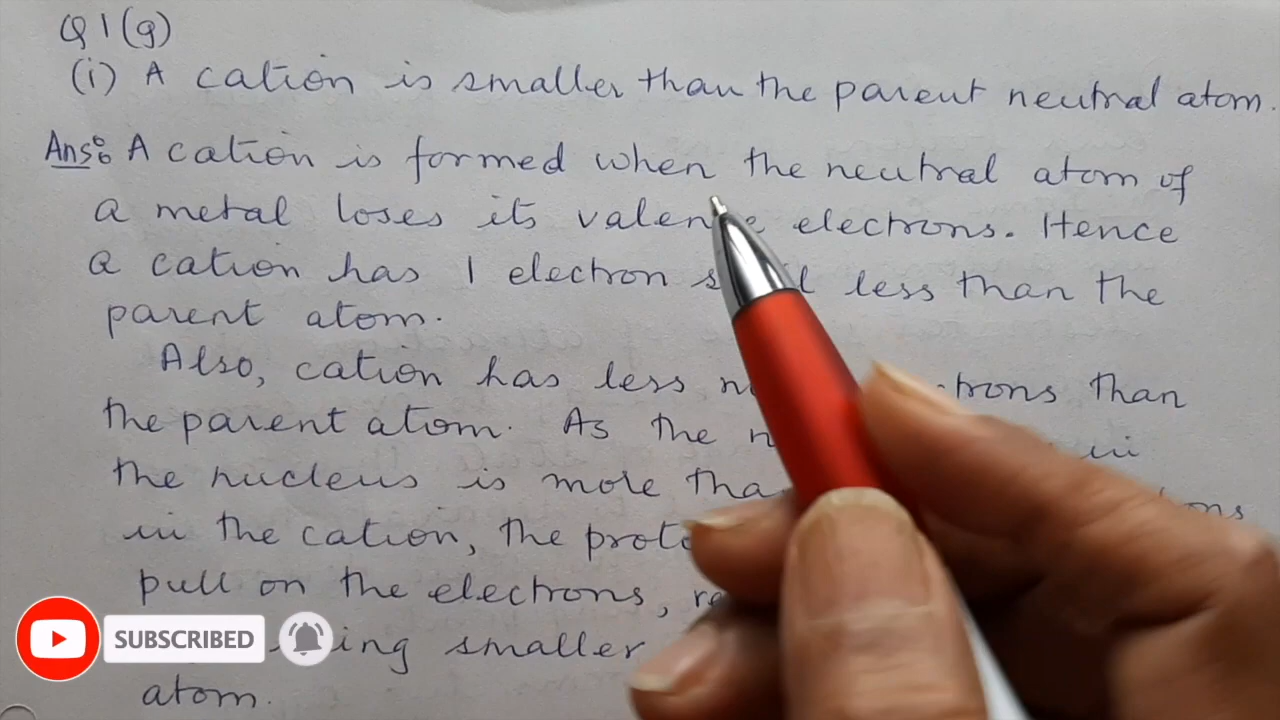 Q1(g)
(i) A cation is smaller than the parent neutral atom.
Ans: A cation is formed when the neutral atom of
a metal loses its electrons. Hence
a cation has 1 electron less than the
parent atom.
Also, cation has less than
the parent atom. As the in
the nucleus is more
in the cation, the
pull on the electrons,
smaller
atom.
SUBSCRIBED